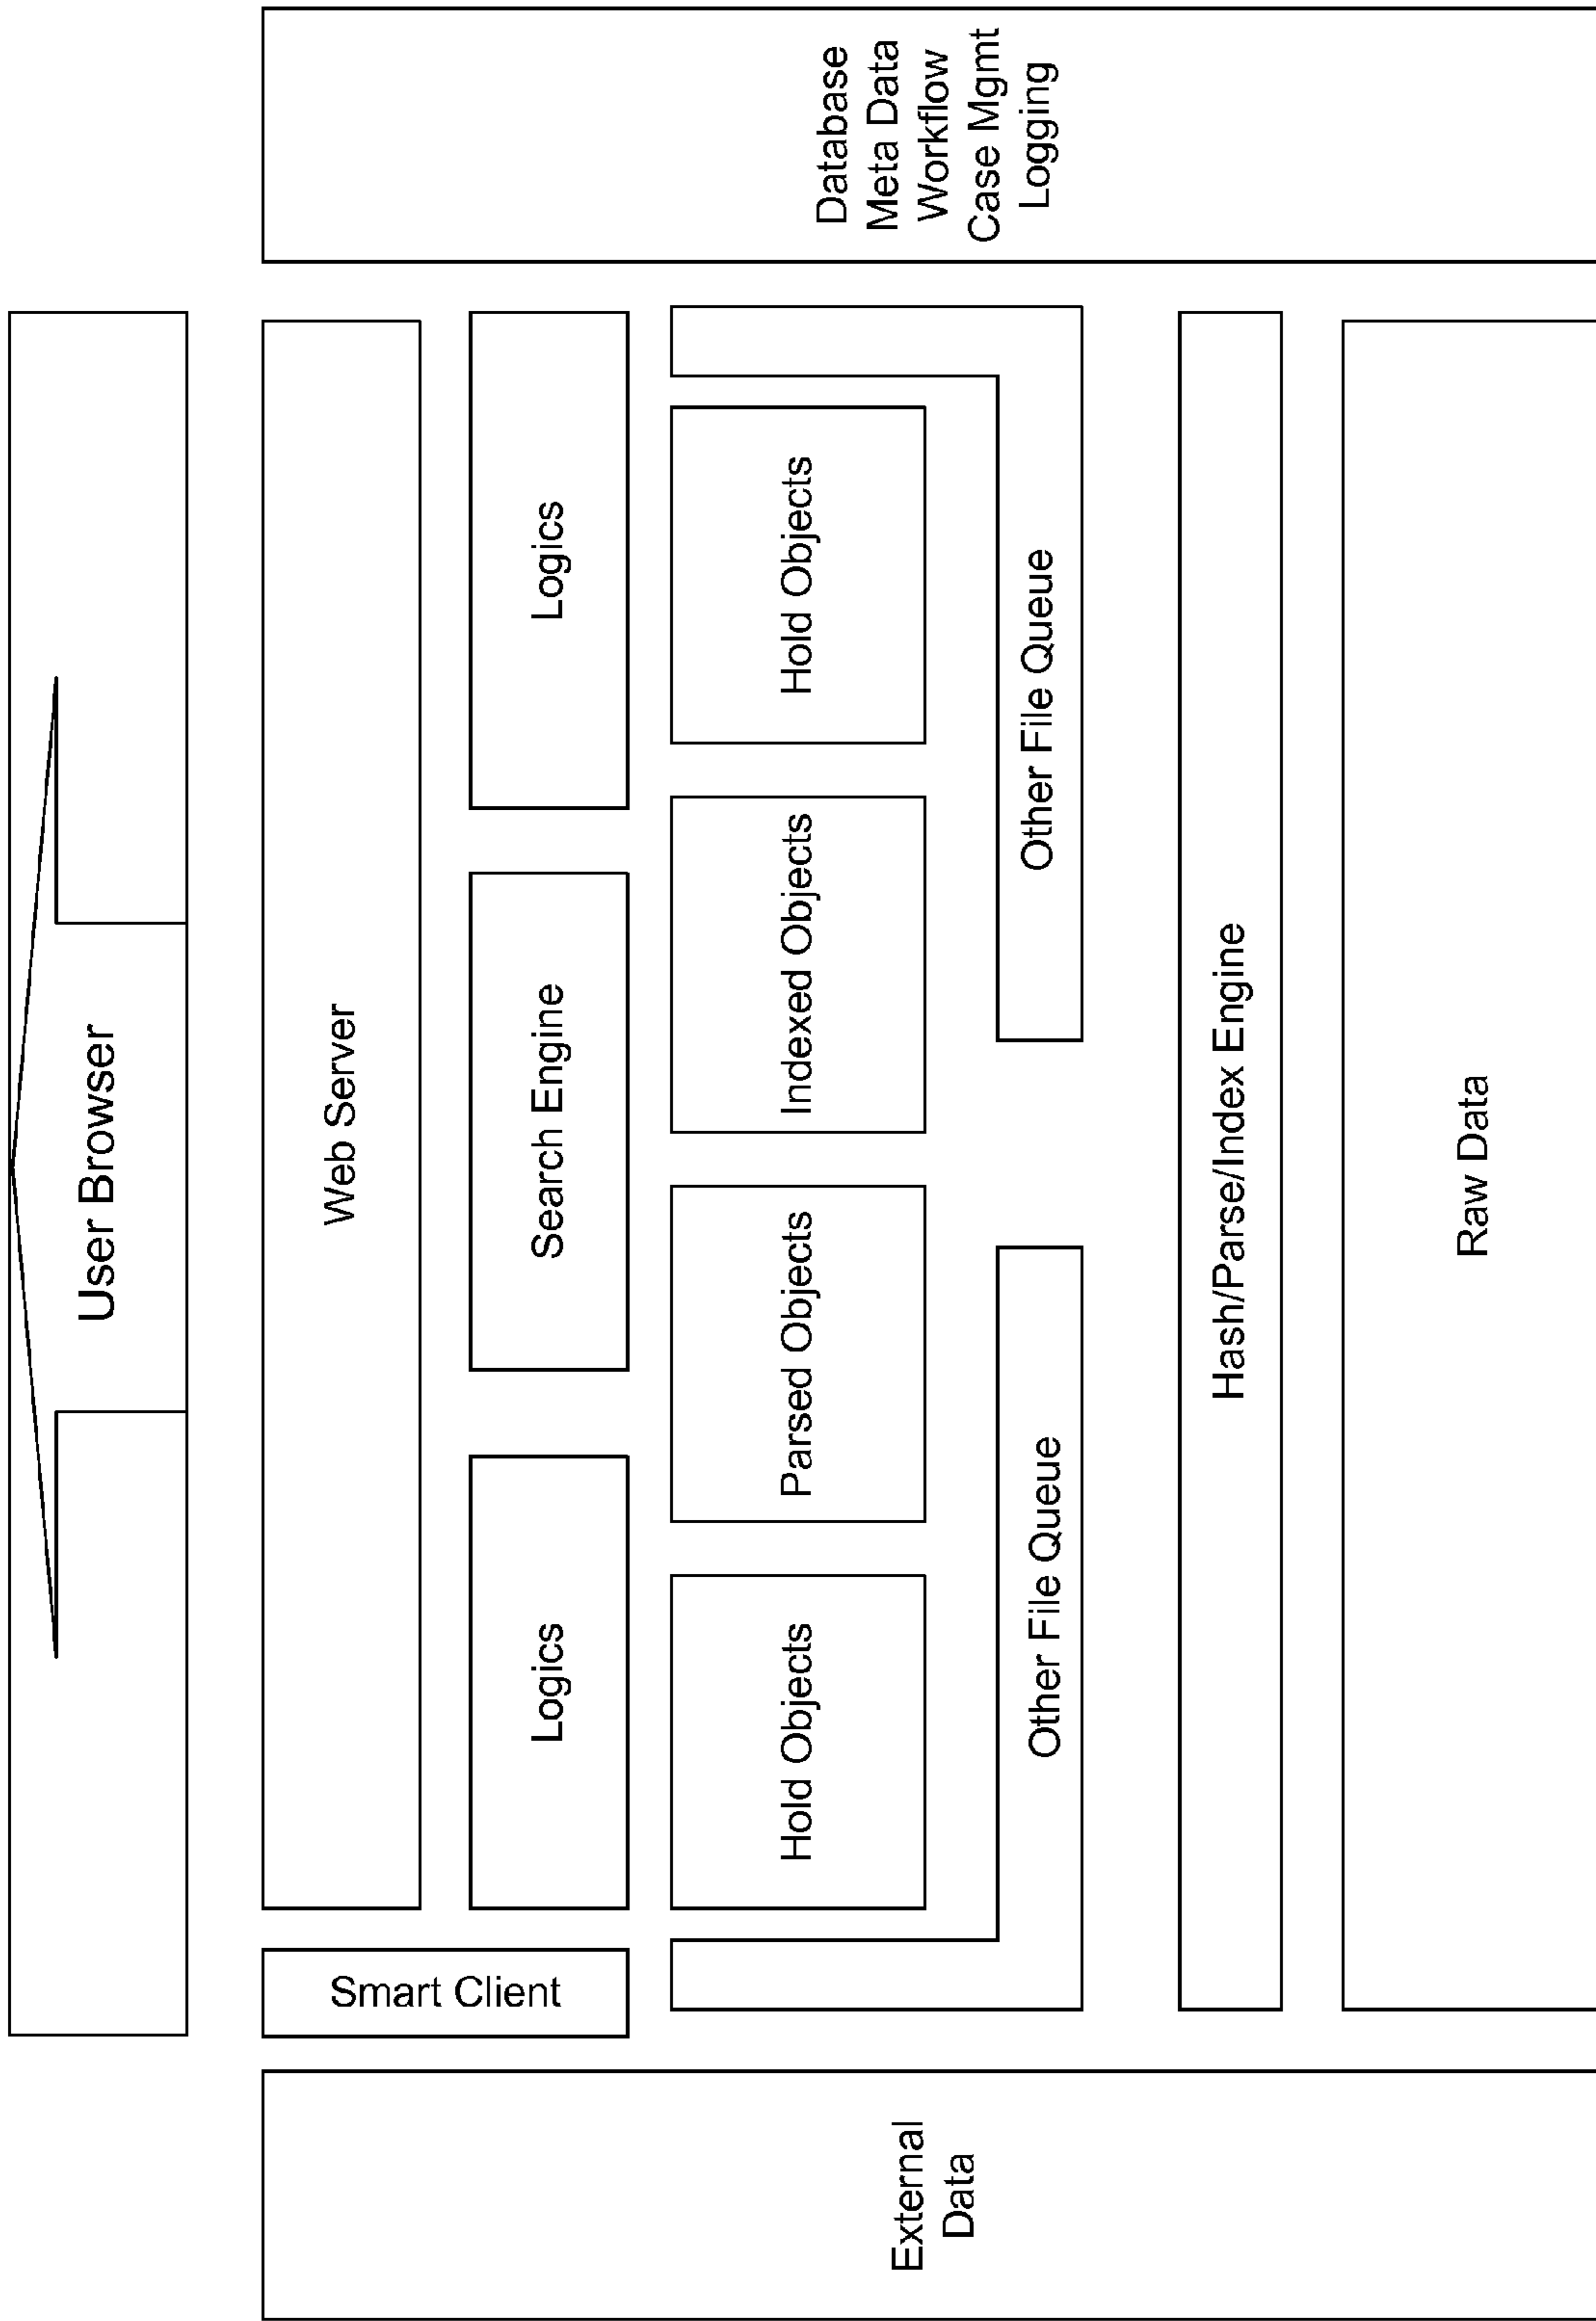 User Browser
Smart Client
Web Server
Logics
Search Engine
Logics
Hold Objects
Parsed Objects
Indexed Objects
Hold Objects
External
Data
Database
Meta Data
Workflow
Case Mgmt
Logging
Other File Queue
Other File Queue
Hash/Parse/Index Engine
Raw Data